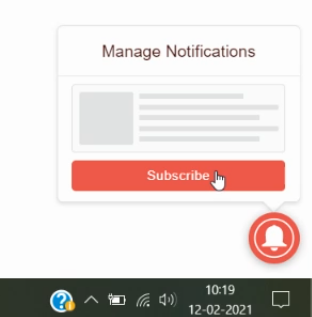 Manage Notifications
Subscribe
10:19
12-02-2021